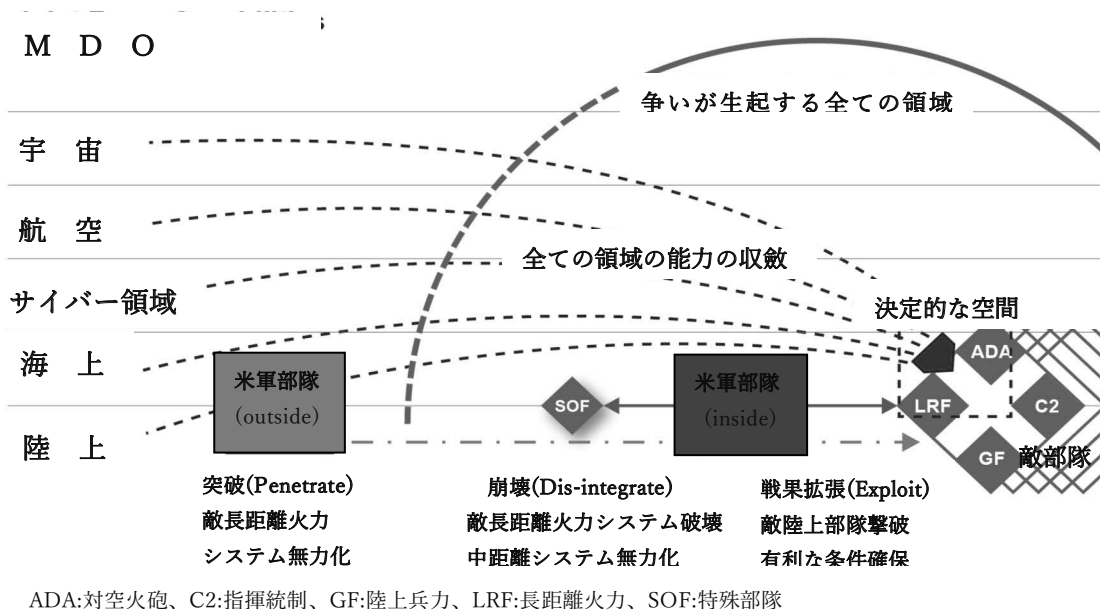 M D O
争いが生起する全ての領域
宇 宙
航 空
全ての領域の能力の収斂
サイバー領域
決定的な空間
海 上
米軍部隊
(outside)
米軍部隊
(inside)
ADA
SOF
LRF
C2
陸 上
GF
敵部隊
突破(Penetrate)
敵長距離火力
システム無力化
崩壊(Dis-integrate)
敵長距離火力システム破壊
中距離システム無力化
戦果拡張(Exploit)
敵陸上部隊撃破
有利な条件確保
ADA:対空火砲、C2:指揮統制、GF:陸上兵力、LRF:長距離火力、SOF:特殊部隊